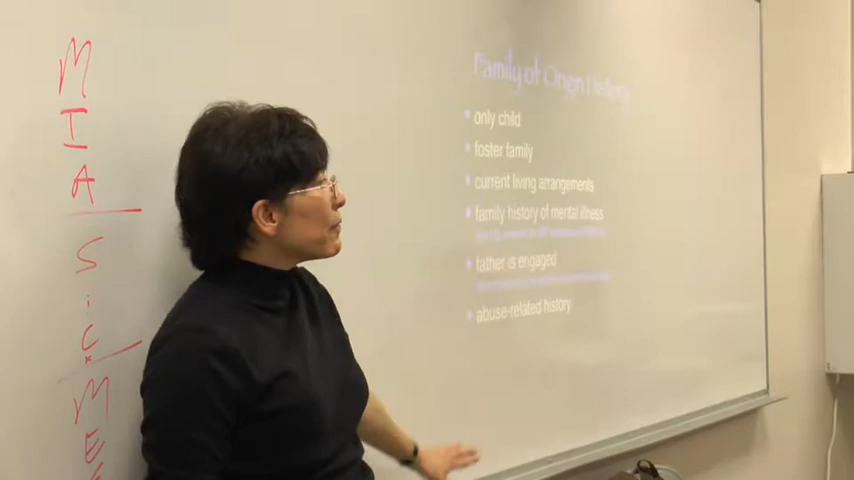 M
I
A
S
i
C
K
M
E
Family of Origin History
only child
foster family
current living arrangements
family history of mental illness
father is engaged
abuse-related history